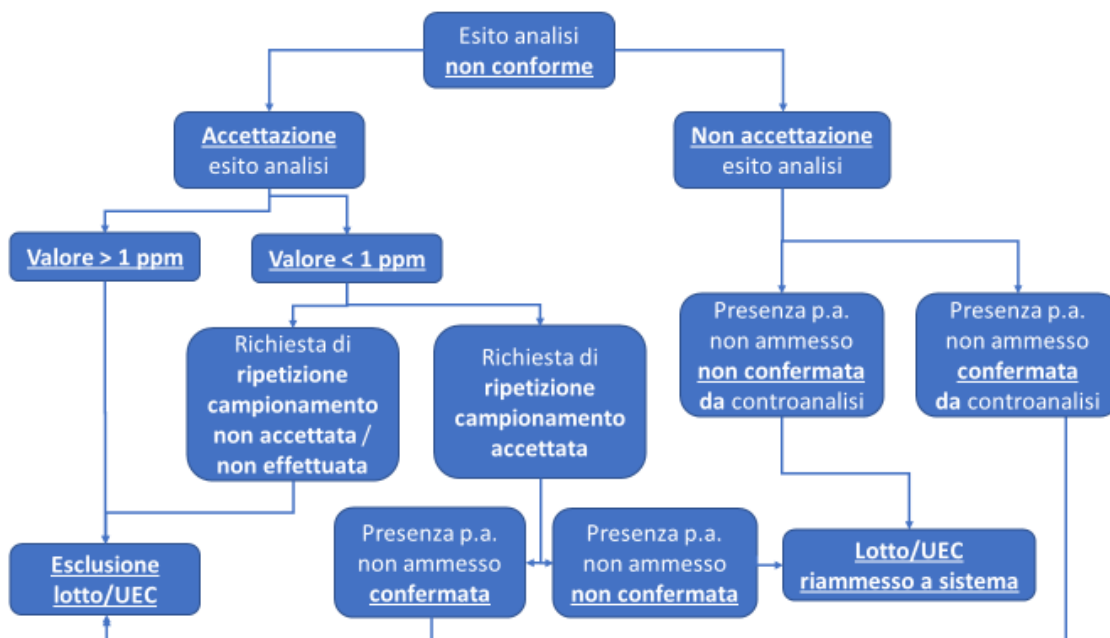 Esito analisi
non conforme
Accettazione
esito analisi
Non accettazione
esito analisi
Valore > 1 ppm
Valore < 1 ppm
Richiesta di
ripetizione
campionamento
non accettata /
non effettuata
Richiesta di
ripetizione
campionamento
accettata
Presenza p.a.
non ammesso
non confermata
da controanalisi
Presenza p.a.
non ammesso
confermata
da controanalisi
Esclusione
lotto/UEC
Presenza p.a.
non ammesso
confermata
Presenza p.a.
non ammesso
non confermata
Lotto/UEC
riammesso a sistema